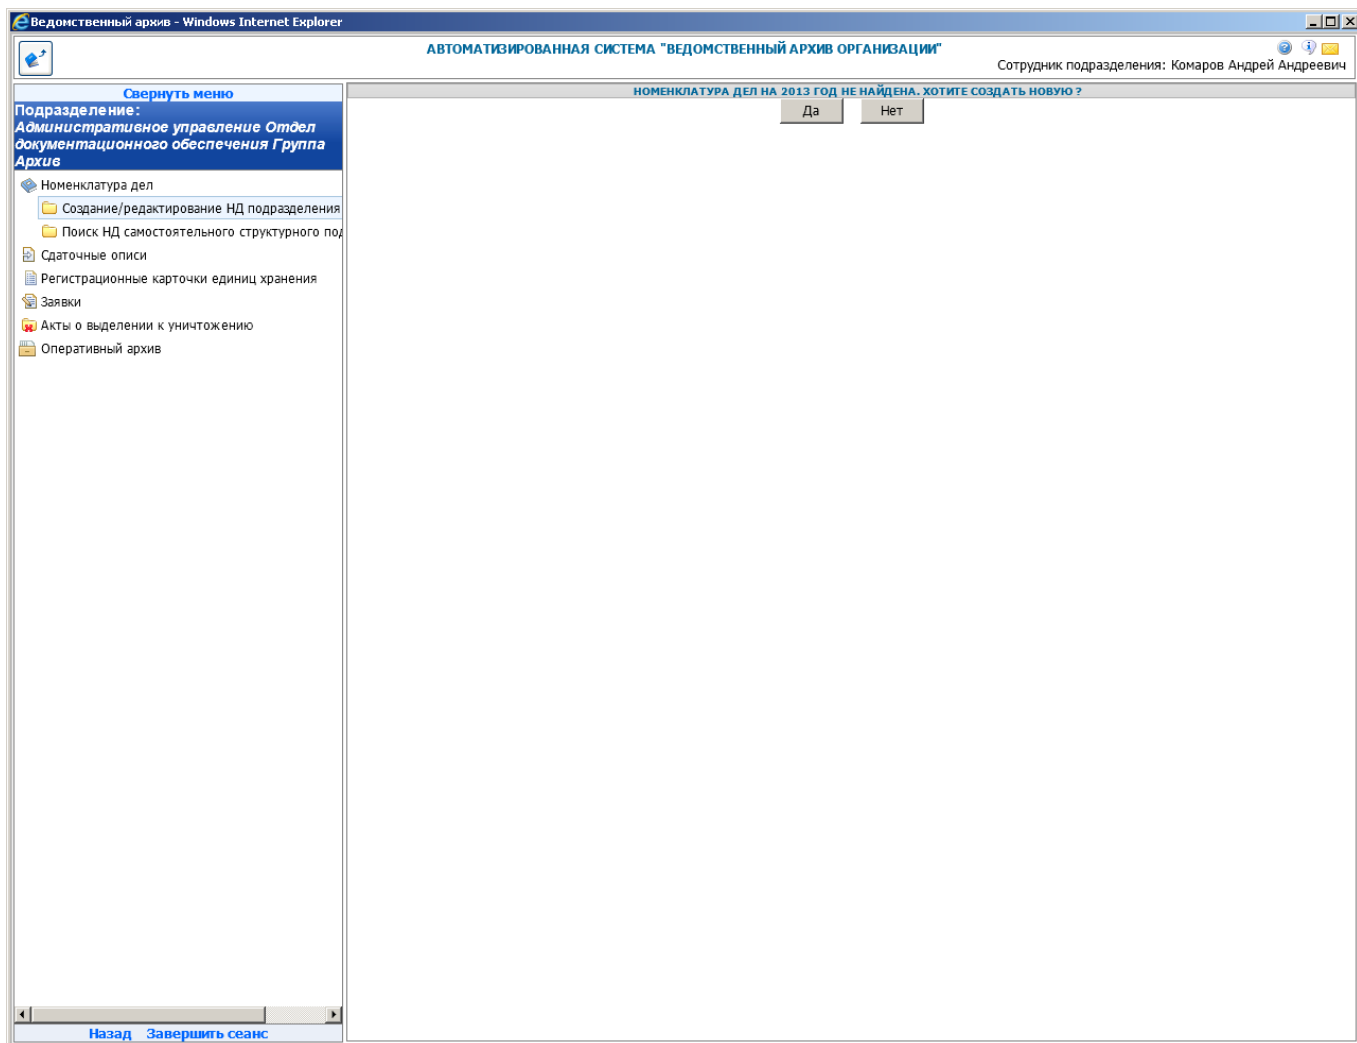 Ведомственный архив - Windows Internet Explorer
АВТОМАТИЗИРОВАННАЯ СИСТЕМА "ВЕДОМСТВЕННЫЙ АРХИВ ОРГАНИЗАЦИИ"
Сотрудник подразделения: Комаров Андрей Андреевич
Свернуть меню
Подразделение:
Административное управление Отдел
документационного обеспечения Группа
Архив
Номенклатура дел
Создание/редактирование НД подразделения
Поиск НД самостоятельного структурного под
Сдаточные описи
Регистрационные карточки единиц хранения
Заявки
Акты о выделении к уничтожению
Оперативный архив
Назад Завершить сеанс
НОМЕНКЛАТУРА ДЕЛ НА 2013 ГОД НЕ НАЙДЕНА. ХОТИТЕ СОЗДАТЬ НОВУЮ ?
Да Нет